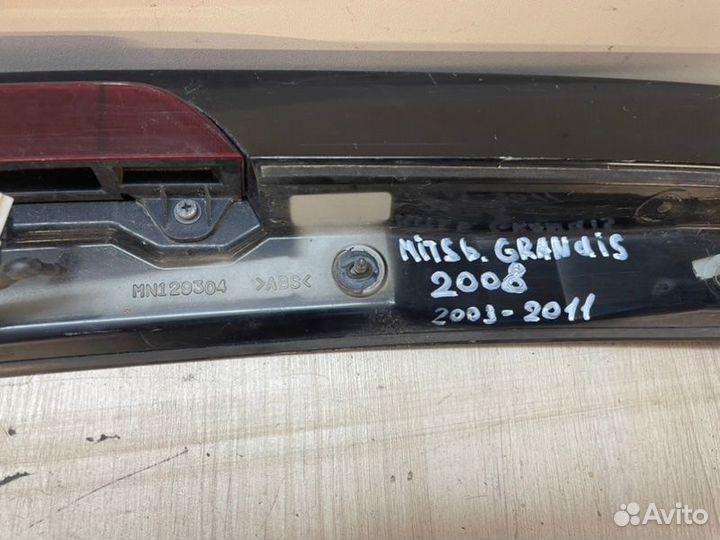 MITSb. GRANdiS
2008
2003-2011
MN129304 >ABS<
Avito